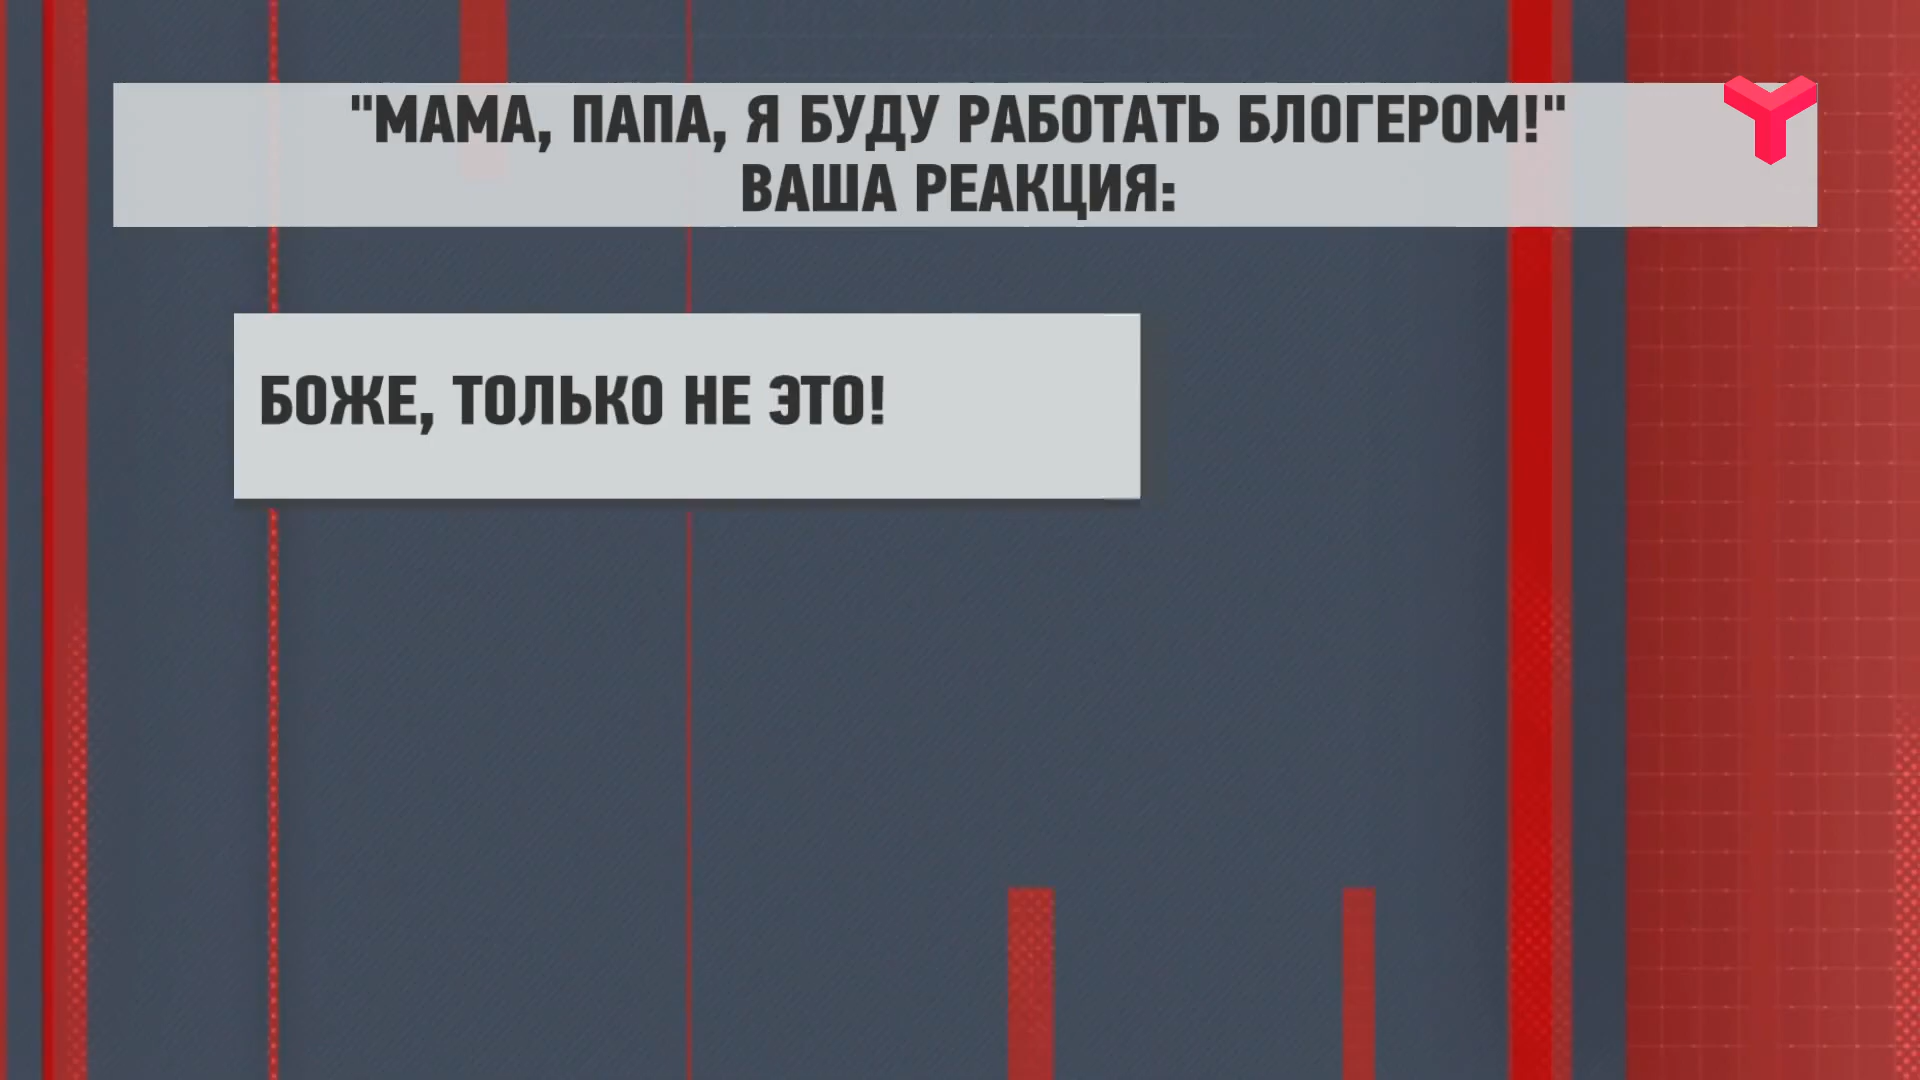 "МАМА, ПАПА, Я БУДУ РАБОТАТЬ БЛОГЕРОМ!"
ВАША РЕАКЦИЯ:
БОЖЕ, ТОЛЬКО НЕ ЭТО!